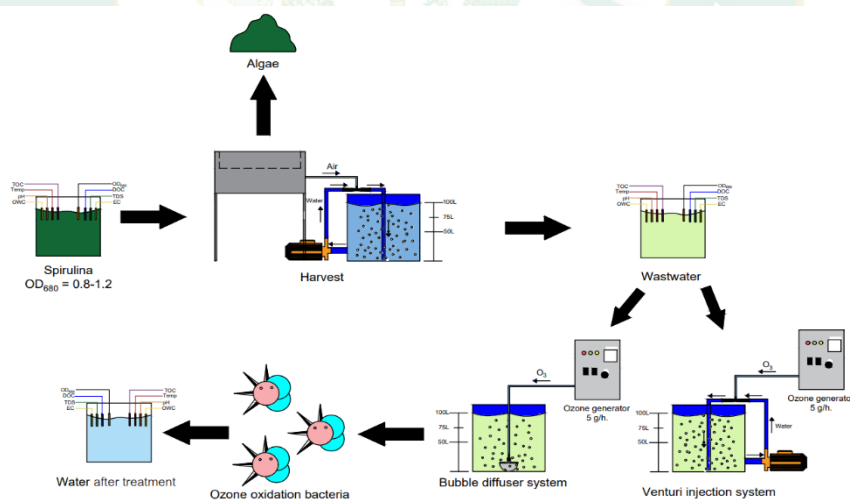 Algae
TOC
Temp
pH
OWC
OD680
DOC
TDS
EC
Spirulina
OD680 = 0.8-1.2
Air
Water
100L
75L
50L
Harvest
TOC
Temp
pH
OWC
OD680
DOC
TDS
EC
Wastwater
O3
Ozone generator
5 g/h.
100L
75L
50L
Bubble diffuser system
O3
Ozone generator
5 g/h.
Water
100L
75L
50L
Venturi injection system
Ozone oxidation bacteria
OD680
DOC
TDS
EC
TOC
Temp
pH
OWC
Water after treatment